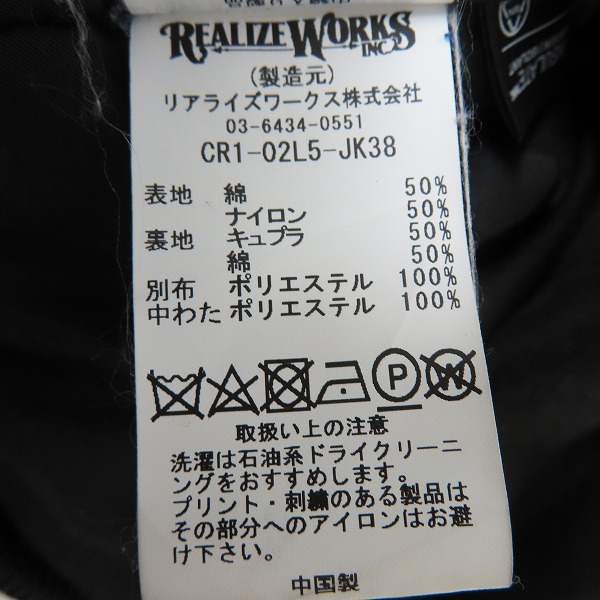 REALIZEWORKS
INC.
(製造元)
リアライズワークス株式会社
03-6434-0551
CR1-02L5-JK38
表地 綿 50%
ナイロン 50%
裏地 キュプラ 50%
綿 50%
別布 ポリエステル 100%
中わた ポリエステル 100%
P W
取扱い上の注意
洗濯は石油系ドライクリーニ
ングをおすすめします。
プリント・刺繍のある製品は
その部分へのアイロンはお避
け下さい。
中国製